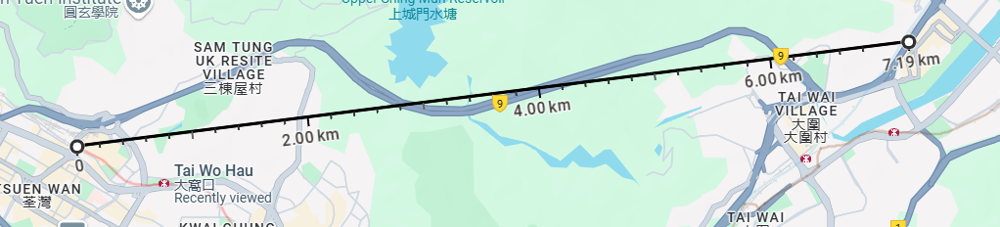 en Institute
圓玄學院
Upper Shing Mun Reservoir
上城門水塘
SAM TUNG
UK RESITE
VILLAGE
三棟屋村
9
7.19 km
6.00 km
9
4.00 km
TAI WAI
VILLAGE
大圍
大圍村
2.00 km
0
Tai Wo Hau
大窩口
Recently viewed
TSUEN WAN
荃灣
KWAI CHUNG
TAI WAI
1